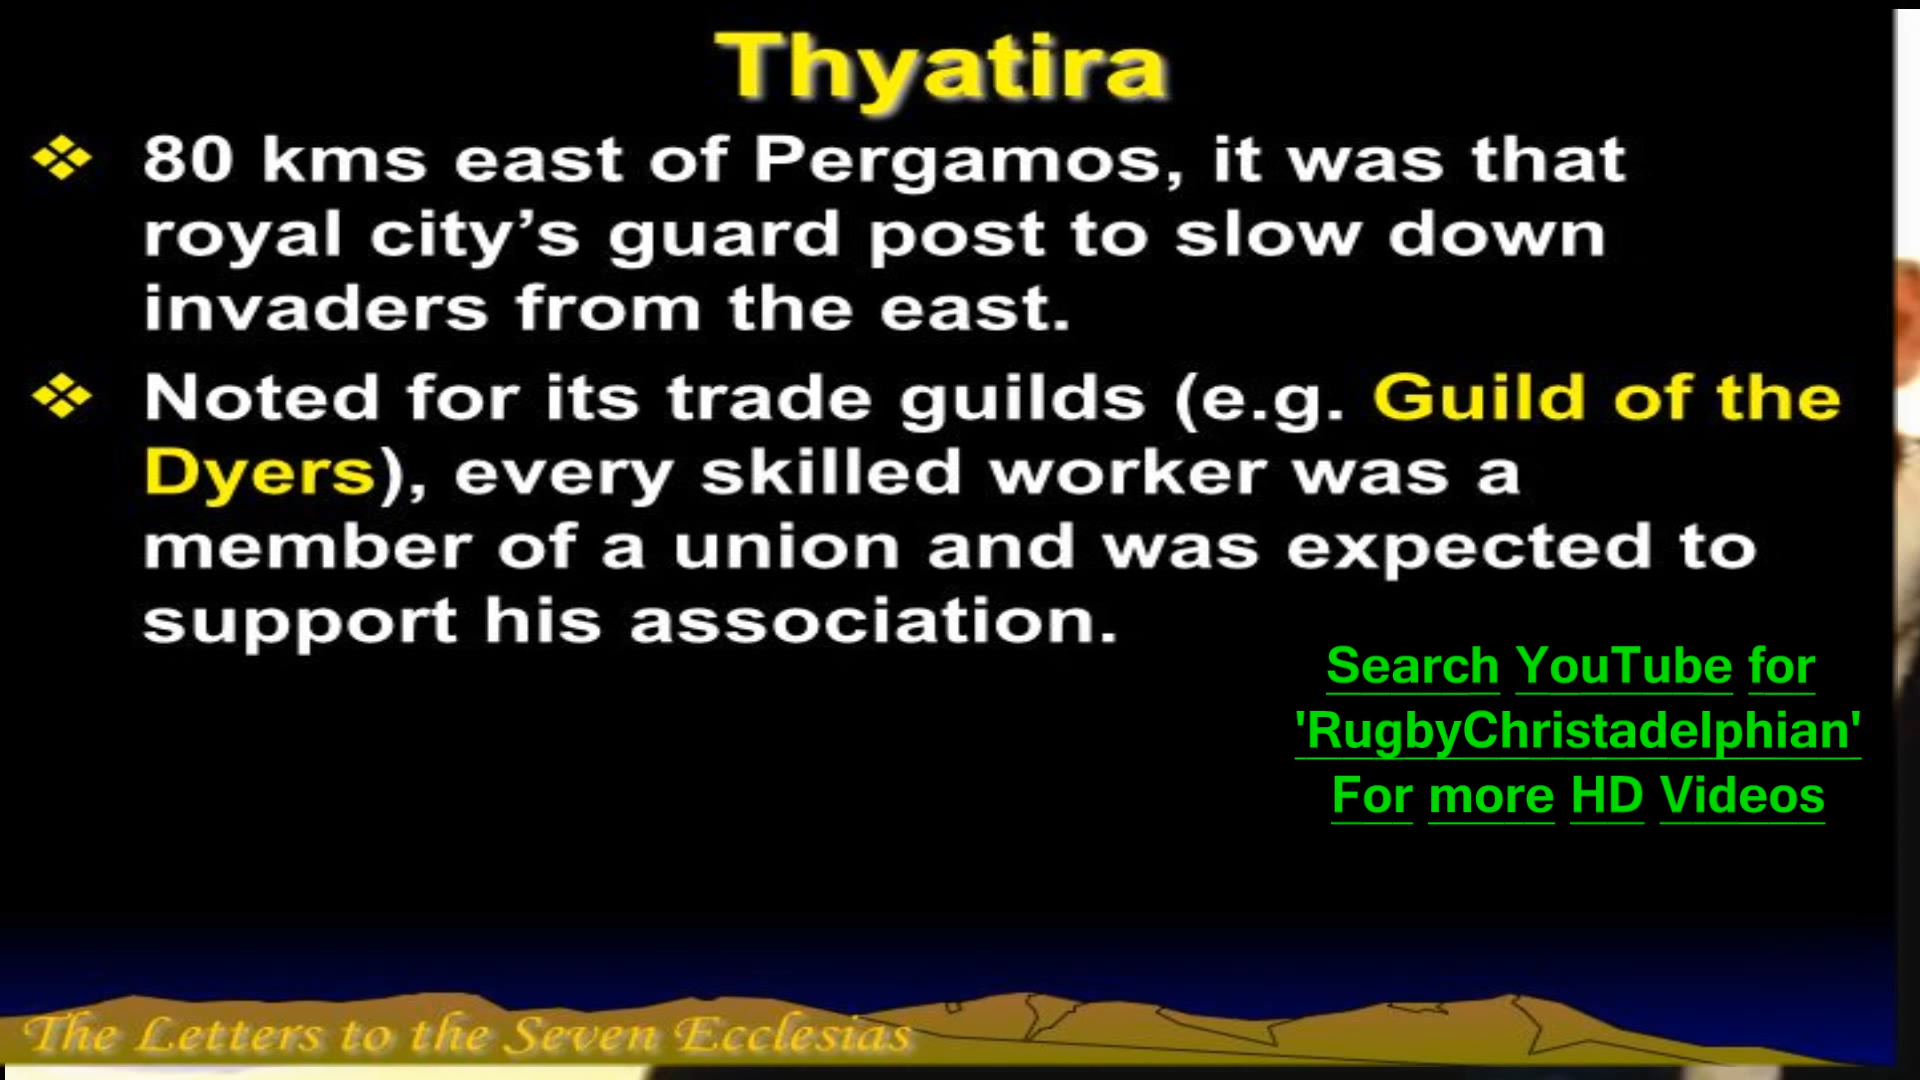 Thyatira
80 kms east of Pergamos, it was that
royal city’s guard post to slow down
invaders from the east.
Noted for its trade guilds (e.g. Guild of the
Dyers), every skilled worker was a
member of a union and was expected to
support his association.
Search YouTube for
'RugbyChristadelphian'
For more HD Videos
The Letters to the Seven Ecclesias